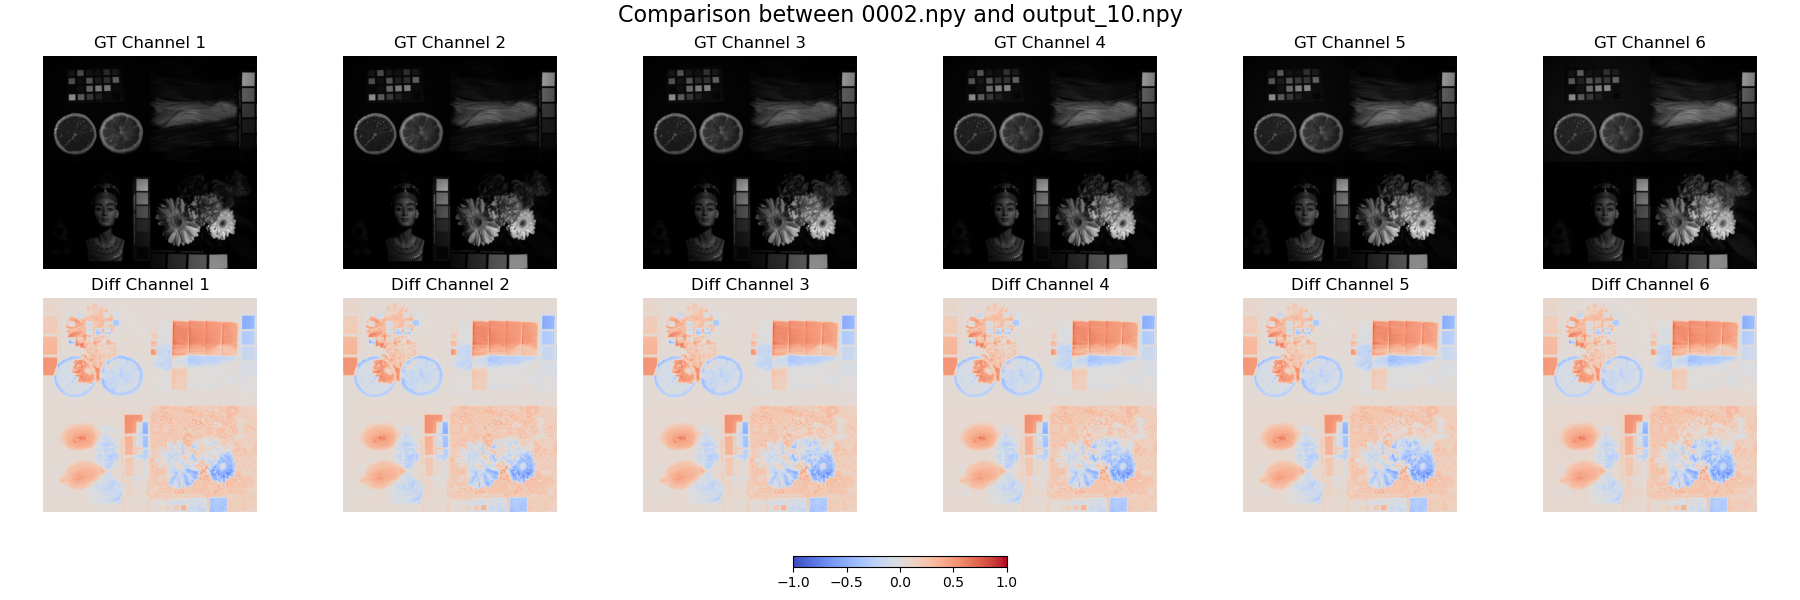 Comparison between 0002.npy and output_10.npy
GT Channel 1
GT Channel 2
GT Channel 3
GT Channel 4
GT Channel 5
GT Channel 6
Diff Channel 1
Diff Channel 2
Diff Channel 3
Diff Channel 4
Diff Channel 5
Diff Channel 6
−1.0 −0.5 0.0 0.5 1.0